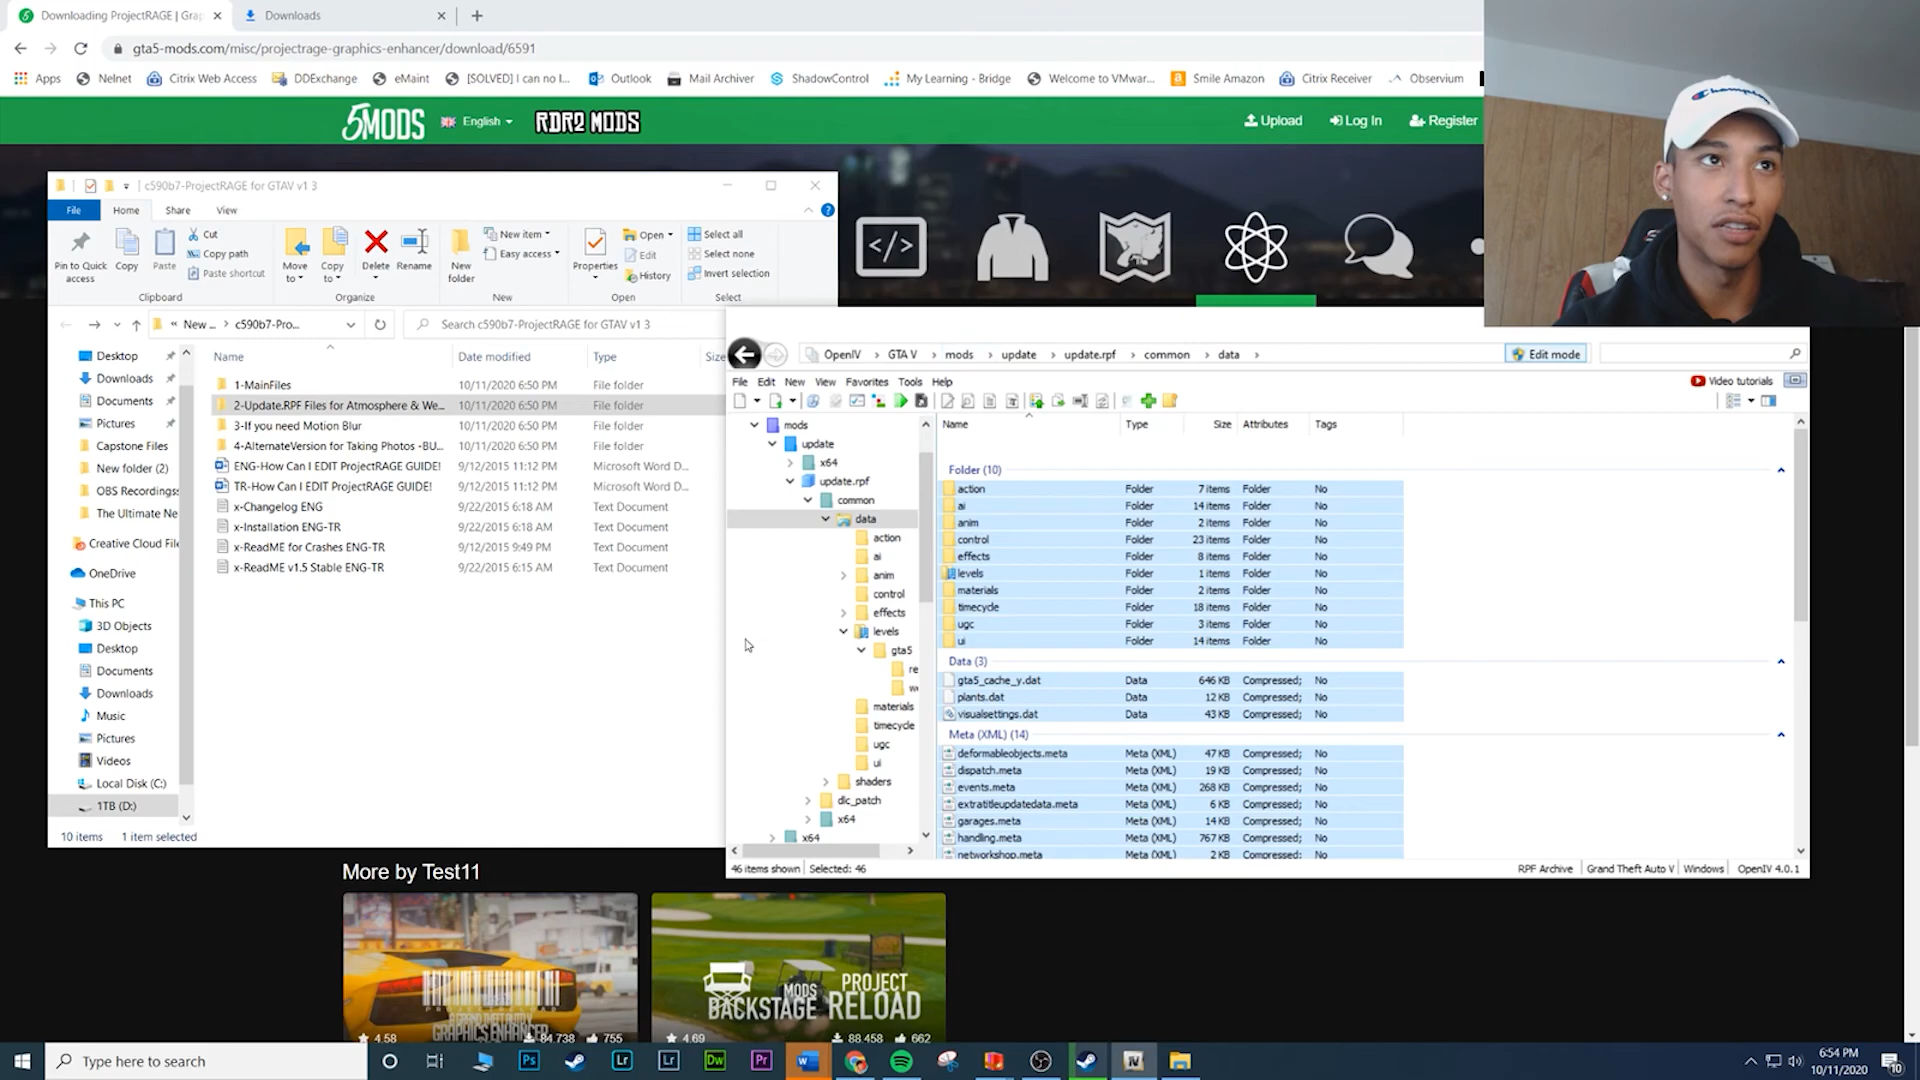 Downloading ProjectRAGE | Gra
Downloads
gta5-mods.com/misc/projectrage-graphics-enhancer/download/6591
Apps
Nelnet
Citrix Web Access
DDExchange
eMaint
[SOLVED] I can no l...
Outlook
Mail Archiver
ShadowControl
My Learning - Bridge
Welcome to VMwar...
Smile Amazon
Citrix Receiver
Observium
5MODS
English
RDR2 MODS
Upload
Log In
Register
Champion
c590b7-ProjectRAGE for GTAV v1 3
File
Home
Share
View
Pin to Quick access
Copy
Paste
Cut
Copy path
Paste shortcut
Clipboard
Move to
Copy to
Delete
Rename
Organize
New folder
New item
Easy access
New
Properties
Open
Edit
History
Open
Select all
Select none
Invert selection
Select
« New ... > c590b7-Pro...
Search c590b7-ProjectRAGE for GTAV v1 3
Desktop
Downloads
Documents
Pictures
Capstone Files
New folder (2)
OBS Recordings
The Ultimate Ne
Creative Cloud File
OneDrive
This PC
3D Objects
Desktop
Documents
Downloads
Music
Pictures
Videos
Local Disk (C:)
1TB (D:)
Name Date modified Type Size
1-MainFiles 10/11/2020 6:50 PM File folder
2-Update.RPF Files for Atmosphere & We... 10/11/2020 6:50 PM File folder
3-If you need Motion Blur 10/11/2020 6:50 PM File folder
4-AlternateVersion for Taking Photos -BU... 10/11/2020 6:50 PM File folder
ENG-How Can I EDIT ProjectRAGE GUIDE! 9/12/2015 11:12 PM Microsoft Word D...
TR-How Can I EDIT ProjectRAGE GUIDE! 9/12/2015 11:12 PM Microsoft Word D...
x-Changelog ENG 9/22/2015 6:18 AM Text Document
x-Installation ENG-TR 9/22/2015 6:18 AM Text Document
x-ReadME for Crashes ENG-TR 9/12/2015 9:49 PM Text Document
x-ReadME v1.5 Stable ENG-TR 9/22/2015 6:15 AM Text Document
10 items 1 item selected
OpenIV > GTA V > mods > update > update.rpf > common > data >
Edit mode
File Edit New View Favorites Tools Help
Video tutorials
mods
update
x64
update.rpf
common
data
action
ai
anim
control
effects
levels
gta5
re
we
materials
timecycle
ugc
ui
shaders
dlc_patch
x64
x64
Name Type Size Attributes Tags
Folder (10)
action Folder 7 items Folder No
ai Folder 14 items Folder No
anim Folder 2 items Folder No
control Folder 23 items Folder No
effects Folder 8 items Folder No
levels Folder 1 items Folder No
materials Folder 2 items Folder No
timecycle Folder 18 items Folder No
ugc Folder 3 items Folder No
ui Folder 14 items Folder No
Data (3)
gta5_cache_y.dat Data 646 KB Compressed; No
plants.dat Data 12 KB Compressed; No
visualsettings.dat Data 43 KB Compressed; No
Meta (XML) (14)
deformableobjects.meta Meta (XML) 47 KB Compressed; No
dispatch.meta Meta (XML) 19 KB Compressed; No
events.meta Meta (XML) 268 KB Compressed; No
extratitleupdatedata.meta Meta (XML) 6 KB Compressed; No
garages.meta Meta (XML) 14 KB Compressed; No
handling.meta Meta (XML) 767 KB Compressed; No
networkshop.meta Meta (XML) 2 KB Compressed; No
46 items shown Selected: 46
RPF Archive Grand Theft Auto V Windows OpenIV 4.0.1
More by Test11
GRAPHICS ENHANCER
4.58 84,738 755
MODS BACKSTAGE
PROJECT RELOAD
4.69 88,458 662
Type here to search
6:54 PM
10/11/2020
10